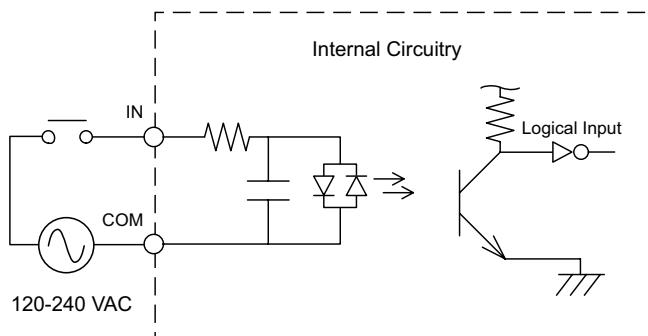 Internal Circuitry
IN
Logical Input
COM
120-240 VAC